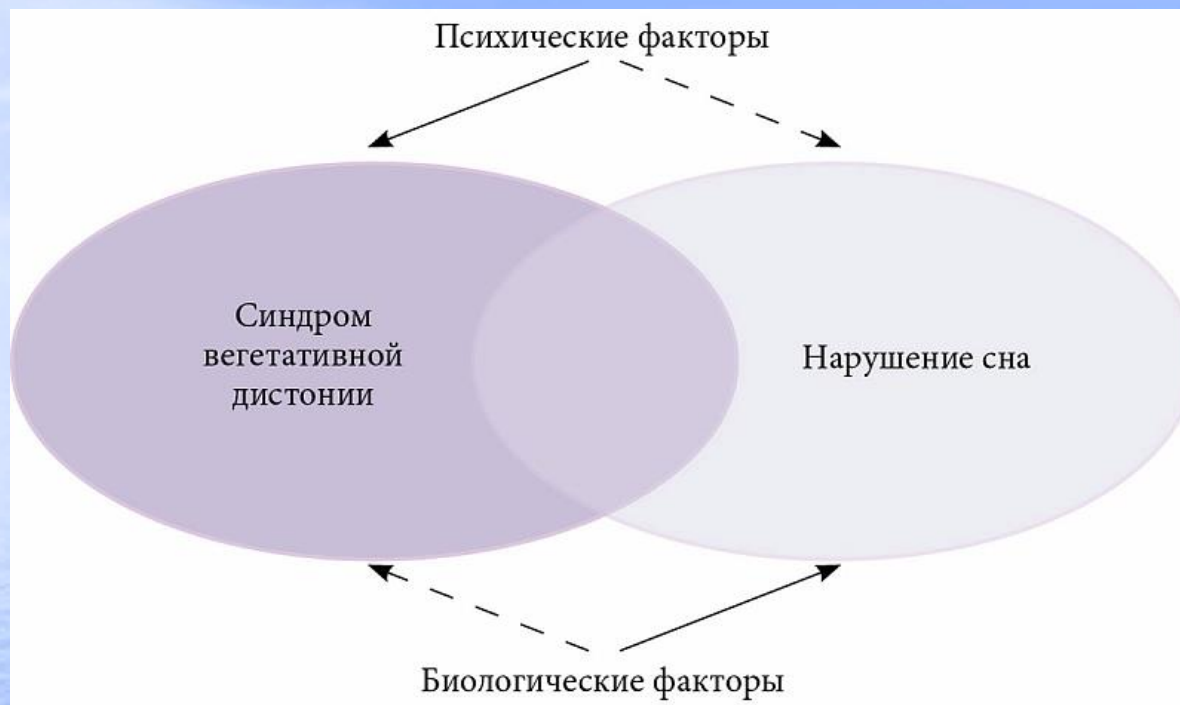 Психические факторы
Синдром
вегетативной
дистонии
Нарушение сна
Биологические факторы